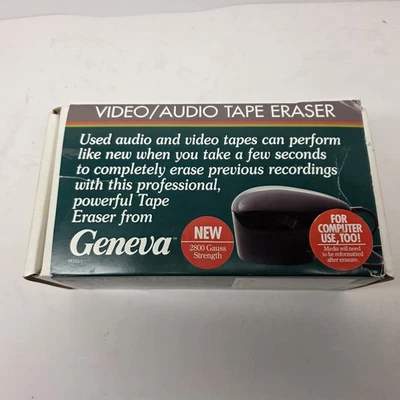 VIDEO/AUDIO TAPE ERASER
Used audio and video tapes can perform
like new when you take a few seconds
to completely erase previous recordings
with this professional,
powerful Tape
Eraser from
Geneva™
NEW
2800 Gauss
Strength
FOR
COMPUTER
USE, TOO!
Media will need
to be reformatted
after erasure.